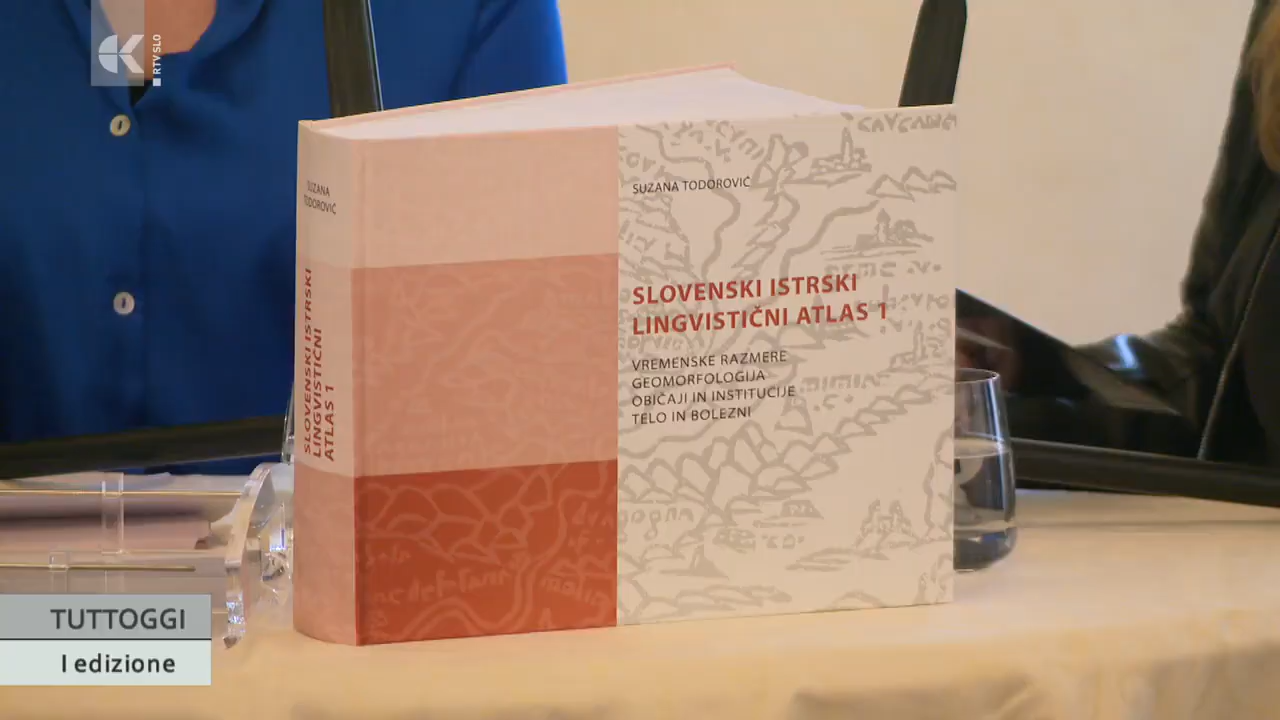 RTV SLO
SUZANA
TODOROVIĆ
SLOVENSKI ISTRSKI
LINGVISTIČNI
ATLAS 1
SUZANA TODOROVIĆ
SLOVENSKI ISTRSKI
LINGVISTIČNI ATLAS 1
VREMENSKE RAZMERE
GEOMORFOLOGIJA
OBIČAJI IN INSTITUCIJE
TELO IN BOLEZNI
TUTTOGGI
I edizione